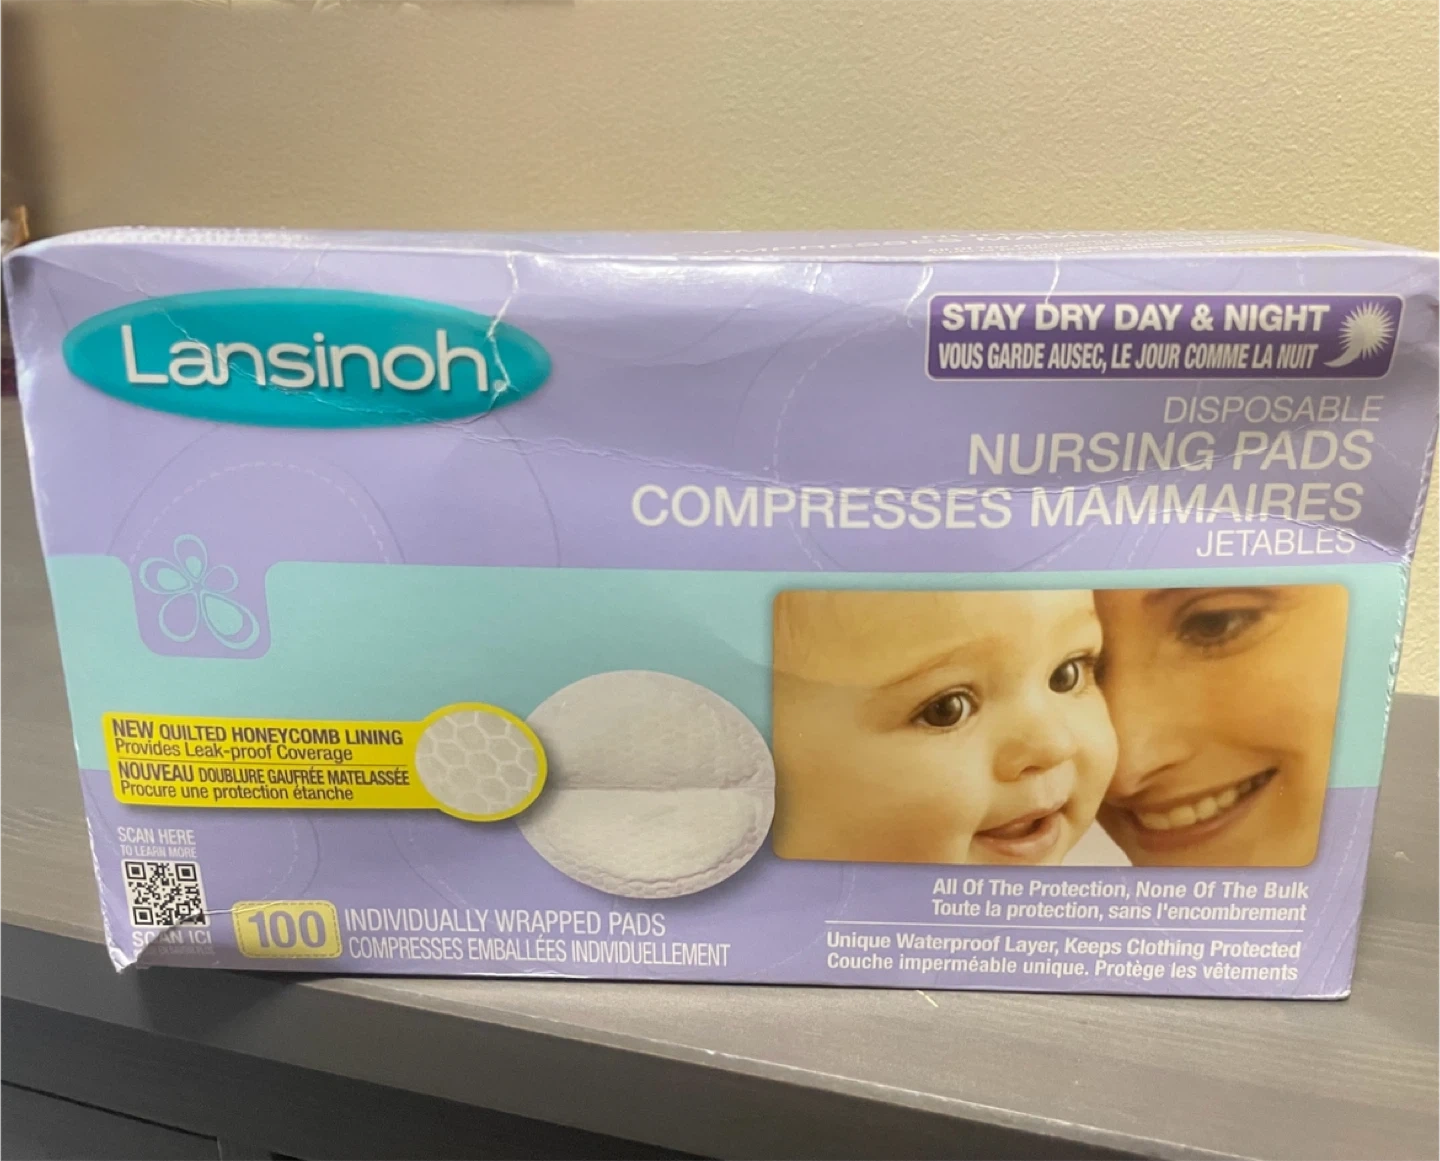 Lansinoh
STAY DRY DAY & NIGHT
VOUS GARDE AUSEC, LE JOUR COMME LA NUIT
DISPOSABLE
NURSING PADS
COMPRESSES MAMMAIRES
JETABLES
NEW QUILTED HONEYCOMB LINING
Provides Leak-proof Coverage
NOUVEAU DOUBLURE GAUFRÉE MATELASSÉE
Procure une protection étanche
SCAN HERE
TO LEARN MORE
SCAN ICI
100
INDIVIDUALLY WRAPPED PADS
COMPRESSES EMBALLÉES INDIVIDUELLEMENT
All Of The Protection, None Of The Bulk
Toute la protection, sans l'encombrement
Unique Waterproof Layer, Keeps Clothing Protected
Couche imperméable unique. Protège les vêtements